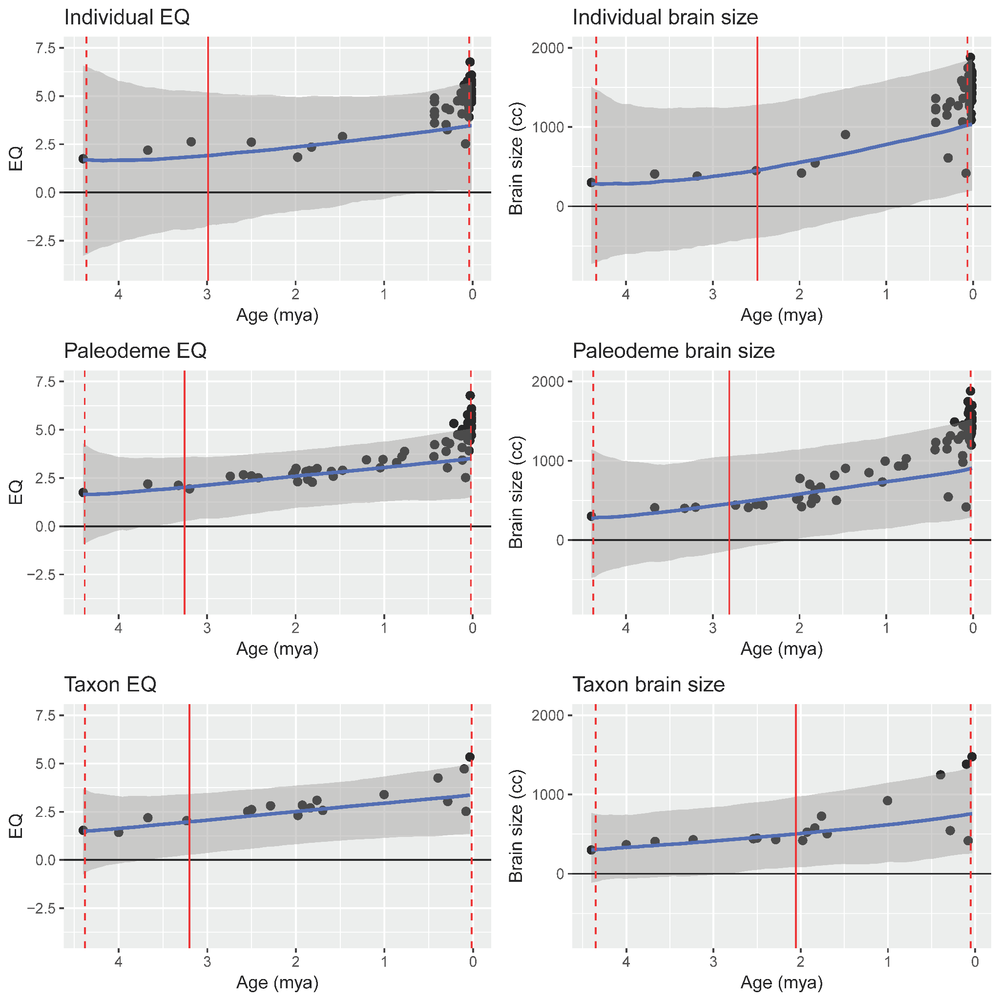 Individual EQ
7.5
5.0
2.5
0.0
−2.5
EQ
4 3 2 1 0
Age (mya)
Individual brain size
2000
1000
0
Brain size (cc)
4 3 2 1 0
Age (mya)
Paleodeme EQ
7.5
5.0
2.5
0.0
−2.5
EQ
4 3 2 1 0
Age (mya)
Paleodeme brain size
2000
1000
0
Brain size (cc)
4 3 2 1 0
Age (mya)
Taxon EQ
7.5
5.0
2.5
0.0
−2.5
EQ
4 3 2 1 0
Age (mya)
Taxon brain size
2000
1000
0
Brain size (cc)
4 3 2 1 0
Age (mya)